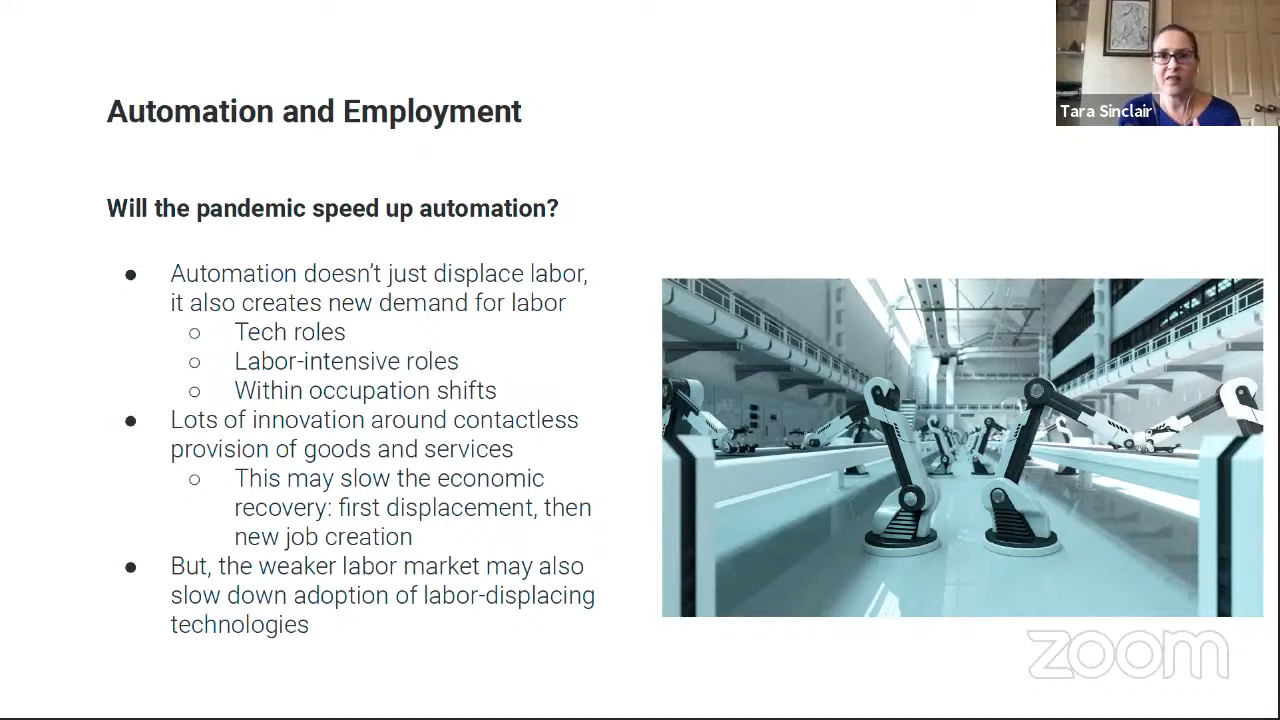 Automation and Employment
Tara Sinclair
Will the pandemic speed up automation?
● Automation doesn't just displace labor,
it also creates new demand for labor
○ Tech roles
○ Labor-intensive roles
○ Within occupation shifts
● Lots of innovation around contactless
provision of goods and services
○ This may slow the economic
recovery: first displacement, then
new job creation
● But, the weaker labor market may also
slow down adoption of labor-displacing
technologies
zoom